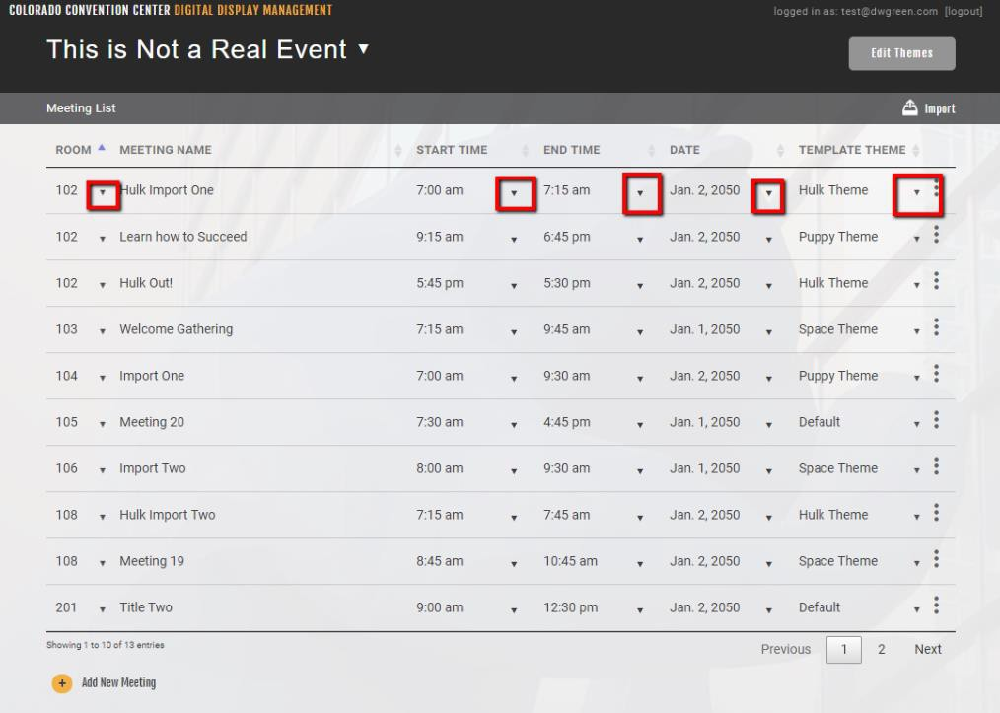 COLORADO CONVENTION CENTER DIGITAL DISPLAY MANAGEMENT
logged in as: test@dwgreen.com [logout]
This is Not a Real Event
Edit Themes
Meeting List
Import
ROOM MEETING NAME START TIME END TIME DATE TEMPLATE THEME
102 Hulk Import One 7:00 am 7:15 am Jan. 2, 2050 Hulk Theme
102 Learn how to Succeed 9:15 am 6:45 pm Jan. 2, 2050 Puppy Theme
102 Hulk Out! 5:45 pm 5:30 pm Jan. 2, 2050 Hulk Theme
103 Welcome Gathering 7:15 am 9:45 am Jan. 1, 2050 Space Theme
104 Import One 7:00 am 9:30 am Jan. 2, 2050 Puppy Theme
105 Meeting 20 7:30 am 4:45 pm Jan. 1, 2050 Default
106 Import Two 8:00 am 9:30 am Jan. 1, 2050 Space Theme
108 Hulk Import Two 7:15 am 7:45 am Jan. 2, 2050 Hulk Theme
108 Meeting 19 8:45 am 10:45 am Jan. 2, 2050 Space Theme
201 Title Two 9:00 am 12:30 pm Jan. 2, 2050 Default
Showing 1 to 10 of 13 entries
Previous 1 2 Next
Add New Meeting